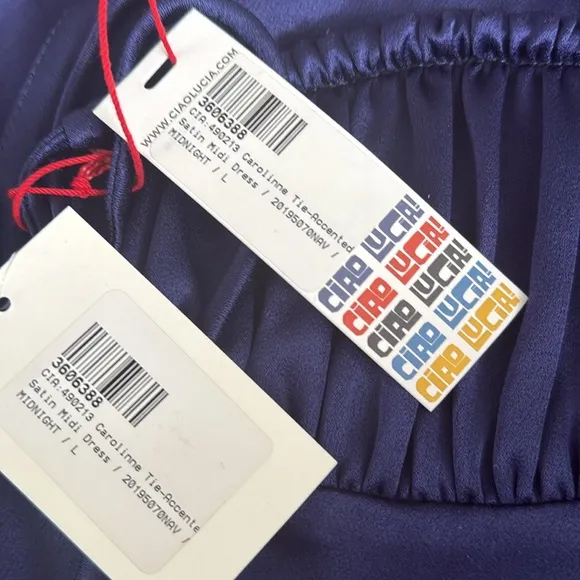 WWW.CIAOLUCIA.COM
3606388
CIA:490213 Carolinne Tie-Accented
Satin Midi Dress / 20195070NAV /
MIDNIGHT / L
CIAO LUCIA!
CIAO LUCIA!
CIAO LUCIA!
CIAO LUCIA!
CIAO LUCIA!
3606388
CIA:490213 Carolinne Tie-Accente
Satin Midi Dress / 20195070NAV /
MIDNIGHT / L